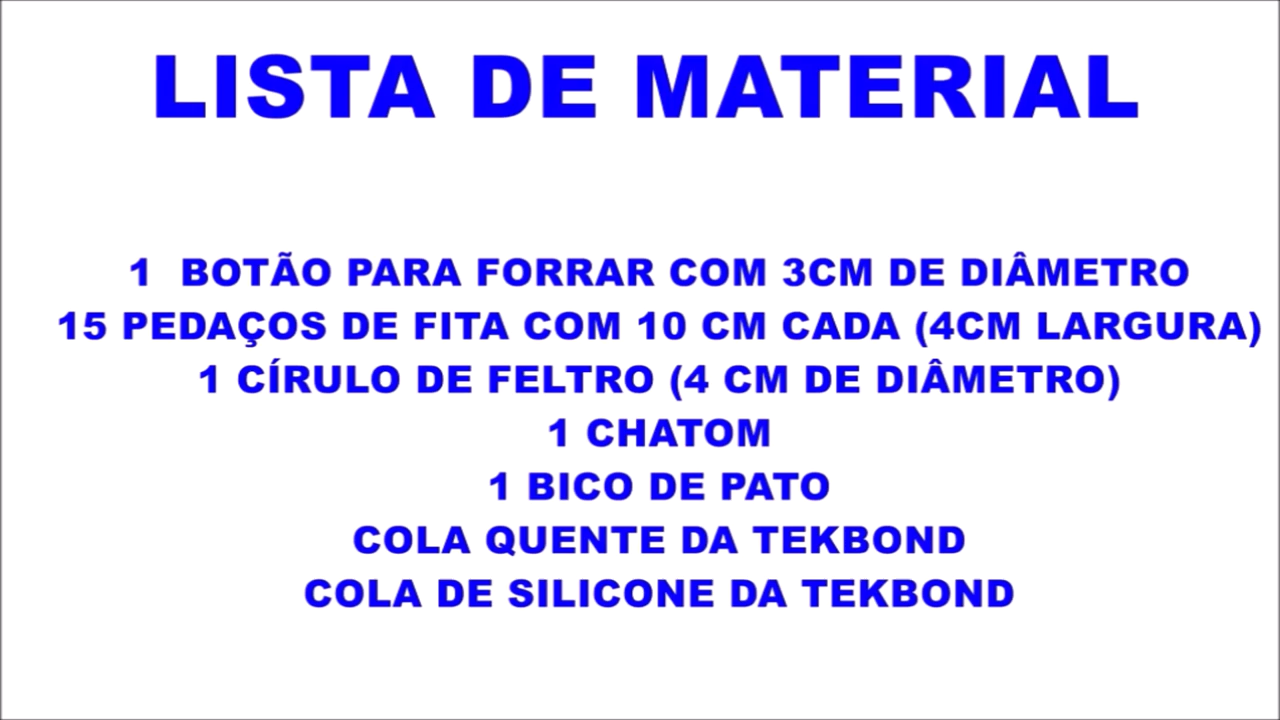 LISTA DE MATERIAL
1 BOTÃO PARA FORRAR COM 3CM DE DIÂMETRO
15 PEDAÇOS DE FITA COM 10 CM CADA (4CM LARGURA)
1 CÍRULO DE FELTRO (4 CM DE DIÂMETRO)
1 CHATOM
1 BICO DE PATO
COLA QUENTE DA TEKBOND
COLA DE SILICONE DA TEKBOND